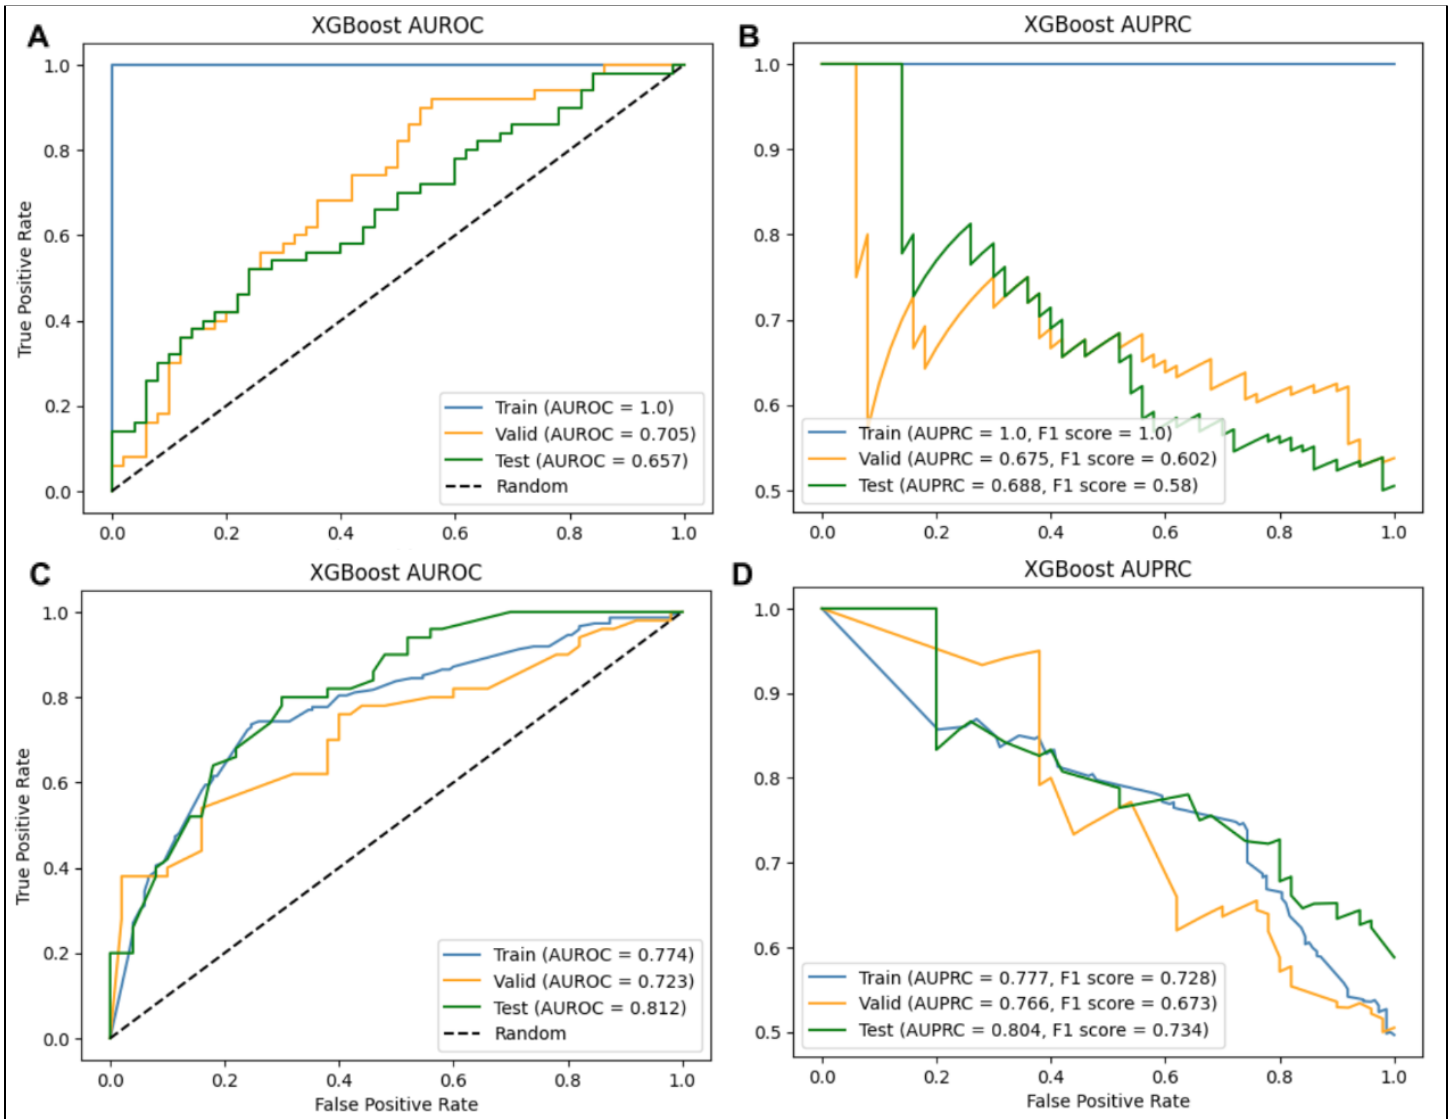 A
XGBoost AUROC
1.0
0.8
0.6
0.4
0.2
0.0
True Positive Rate
0.0 0.2 0.4 0.6 0.8 1.0
Train (AUROC = 1.0)
Valid (AUROC = 0.705)
Test (AUROC = 0.657)
Random
B
XGBoost AUPRC
1.0
0.9
0.8
0.7
0.6
0.5
0.0 0.2 0.4 0.6 0.8 1.0
Train (AUPRC = 1.0, F1 score = 1.0)
Valid (AUPRC = 0.675, F1 score = 0.602)
Test (AUPRC = 0.688, F1 score = 0.58)
C
XGBoost AUROC
1.0
0.8
0.6
0.4
0.2
0.0
True Positive Rate
0.0 0.2 0.4 0.6 0.8 1.0
False Positive Rate
Train (AUROC = 0.774)
Valid (AUROC = 0.723)
Test (AUROC = 0.812)
Random
D
XGBoost AUPRC
1.0
0.9
0.8
0.7
0.6
0.5
0.0 0.2 0.4 0.6 0.8 1.0
False Positive Rate
Train (AUPRC = 0.777, F1 score = 0.728)
Valid (AUPRC = 0.766, F1 score = 0.673)
Test (AUPRC = 0.804, F1 score = 0.734)